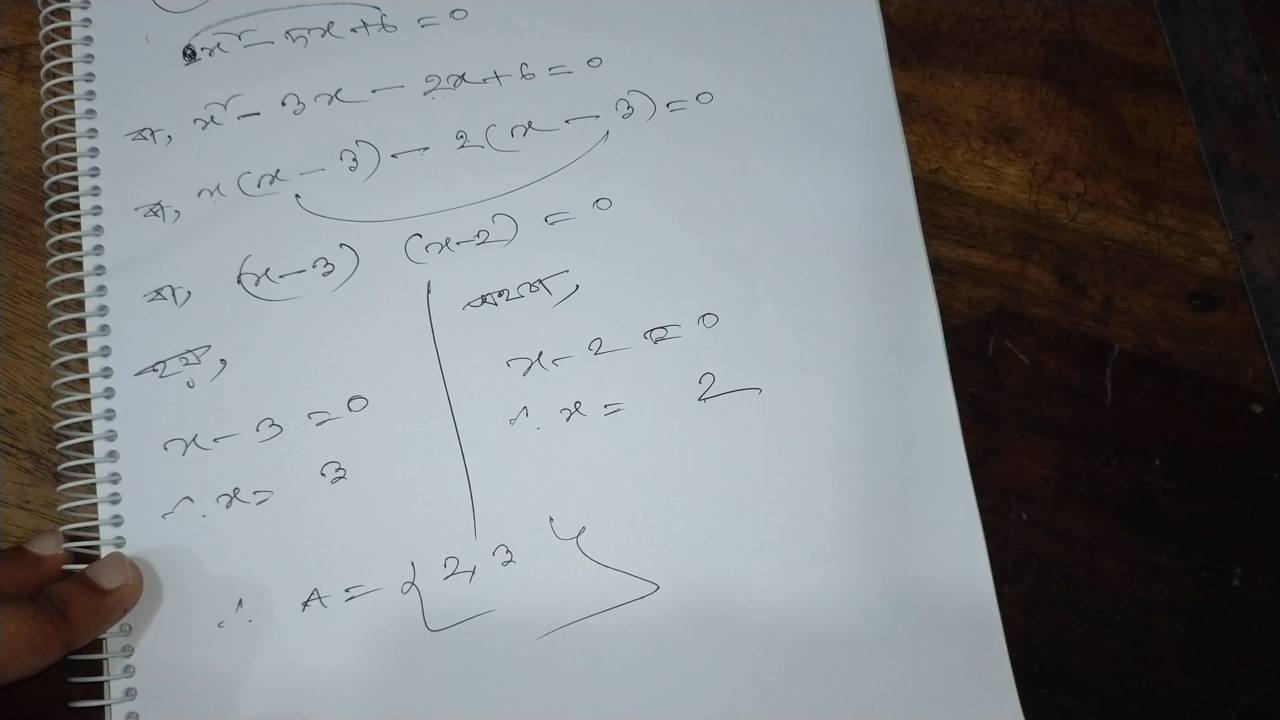 x² - 5x + 6 = 0
বা, x² - 3x - 2x + 6 = 0
বা, x(x - 3) - 2(x - 3) = 0
বা, (x - 3) (x - 2) = 0
হয়,
x - 3 = 0
∴ x = 3
অথবা,
x - 2 = 0
∴ x = 2
∴ A = {2, 3}